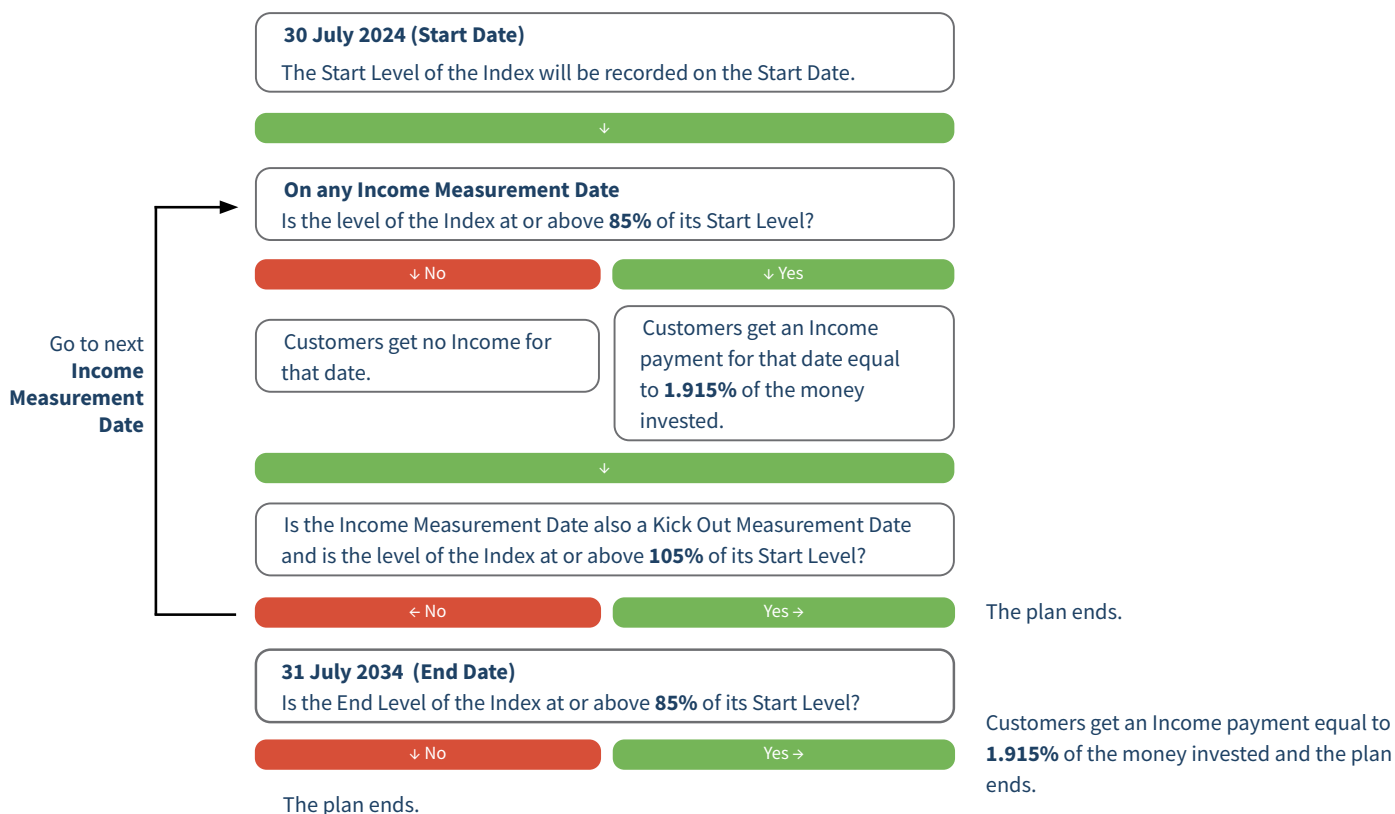 30 July 2024 (Start Date)
The Start Level of the Index will be recorded on the Start Date.
↓
On any Income Measurement Date
Is the level of the Index at or above 85% of its Start Level?
↓ No
↓ Yes
Customers get no Income for
that date.
Customers get an Income
payment for that date equal
to 1.915% of the money
invested.
Go to next
Income
Measurement
Date
↓
Is the Income Measurement Date also a Kick Out Measurement Date
and is the level of the Index at or above 105% of its Start Level?
← No
Yes →
The plan ends.
31 July 2034 (End Date)
Is the End Level of the Index at or above 85% of its Start Level?
↓ No
Yes →
Customers get an Income payment equal to
1.915% of the money invested and the plan
ends.
The plan ends.